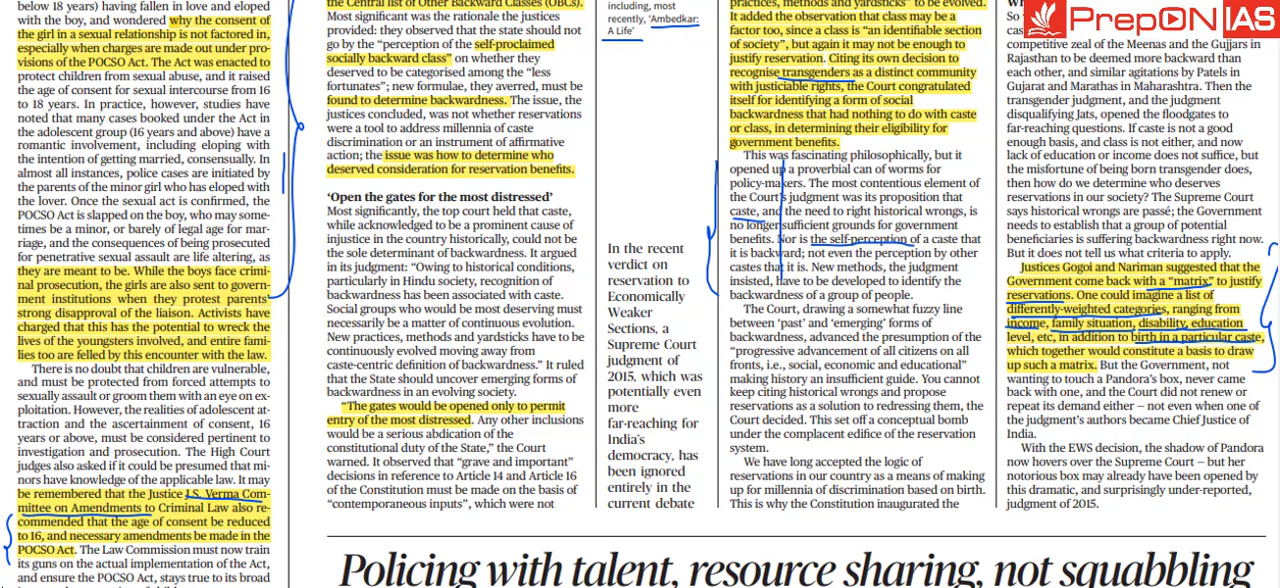 below 18 years) having fallen in love and eloped
with the boy, and wondered why the consent of
the girl in a sexual relationship is not factored in,
especially when charges are made out under pro-
visions of the POCSO Act. The Act was enacted to
protect children from sexual abuse, and it raised
the age of consent for sexual intercourse from 16
to 18 years. In practice, however, studies have
noted that many cases booked under the Act in
the adolescent group (16 years and above) have a
romantic involvement, including eloping with
the intention of getting married, consensually. In
almost all instances, police cases are initiated by
the parents of the minor girl who has eloped with
the lover. Once the sexual act is confirmed, the
POCSO Act is slapped on the boy, who may some-
times be a minor, or barely of legal age for mar-
riage, and the consequences of being prosecuted
for penetrative sexual assault are life altering, as
they are meant to be. While the boys face crimi-
nal prosecution, the girls are also sent to govern-
ment institutions when they protest parents'
strong disapproval of the liaison. Activists have
charged that this has the potential to wreck the
lives of the youngsters involved, and entire fami-
lies too are felled by this encounter with the law.
There is no doubt that children are vulnerable,
and must be protected from forced attempts to
sexually assault or groom them with an eye on ex-
ploitation. However, the realities of adolescent at-
traction and the ascertainment of consent, 16
years or above, must be considered pertinent to
investigation and prosecution. The High Court
judges also asked if it could be presumed that mi-
nors have knowledge of the applicable law. It may
be remembered that the Justice J.S. Verma Com-
mittee on Amendments to Criminal Law also re-
commended that the age of consent be reduced
to 16, and necessary amendments be made in the
POCSO Act. The Law Commission must now train
its guns on the actual implementation of the Act,
and ensure the POCSO Act, stays true to its broad
the Central list of Other Backward Classes (OBCs).
Most significant was the rationale the justices
provided: they observed that the state should not
go by the "perception of the self-proclaimed
socially backward class" on whether they
deserved to be categorised among the "less
fortunates"; new formulae, they averred, must be
found to determine backwardness. The issue, the
justices concluded, was not whether reservations
were a tool to address millennia of caste
discrimination or an instrument of affirmative
action; the issue was how to determine who
deserved consideration for reservation benefits.
'Open the gates for the most distressed'
Most significantly, the top court held that caste,
while acknowledged to be a prominent cause of
injustice in the country historically, could not be
the sole determinant of backwardness. It argued
in its judgment: "Owing to historical conditions,
particularly in Hindu society, recognition of
backwardness has been associated with caste.
Social groups who would be most deserving must
necessarily be a matter of continuous evolution.
New practices, methods and yardsticks have to be
continuously evolved moving away from
caste-centric definition of backwardness." It ruled
that the State should uncover emerging forms of
backwardness in an evolving society.
"The gates would be opened only to permit
entry of the most distressed. Any other inclusions
would be a serious abdication of the
constitutional duty of the State," the Court
warned. It observed that "grave and important"
decisions in reference to Article 14 and Article 16
of the Constitution must be made on the basis of
"contemporaneous inputs", which were not
including, most
recently, 'Ambedkar:
A Life'
In the recent
verdict on
reservation to
Economically
Weaker
Sections, a
Supreme Court
judgment of
2015, which was
potentially even
more
far-reaching for
India's
democracy, has
been ignored
entirely in the
current debate
practices, methods and yardsticks" to be evolved.
It added the observation that class may be a
factor too, since a class is "an identifiable section
of society", but again it may not be enough to
justify reservation. Citing its own decision to
recognise transgenders as a distinct community
with justiciable rights, the Court congratulated
itself for identifying a form of social
backwardness that had nothing to do with caste
or class, in determining their eligibility for
government benefits.
This was fascinating philosophically, but it
opened up a proverbial can of worms for
policy-makers. The most contentious element of
the Court's judgment was its proposition that
caste, and the need to right historical wrongs, is
no longer sufficient grounds for government
benefits. Nor is the self-perception of a caste that
it is backward; not even the perception by other
castes that it is. New methods, the judgment
insisted, have to be developed to identify the
backwardness of a group of people.
The Court, drawing a somewhat fuzzy line
between 'past' and 'emerging' forms of
backwardness, advanced the presumption of the
"progressive advancement of all citizens on all
fronts, i.e., social, economic and educational"
making history an insufficient guide. You cannot
keep citing historical wrongs and propose
reservations as a solution to redressing them, the
Court decided. This set off a conceptual bomb
under the complacent edifice of the reservation
system.
We have long accepted the logic of
reservations in our country as a means of making
up for millennia of discrimination based on birth.
This is why the Constitution inaugurated the
PrepON IAS
So
competitive zeal of the Meenas and the Gujjars in
Rajasthan to be deemed more backward than
each other, and similar agitations by Patels in
Gujarat and Marathas in Maharashtra. Then the
transgender judgment, and the judgment
disqualifying Jats, opened the floodgates to
far-reaching questions. If caste is not a good
enough basis, and class is not either, and now
lack of education or income does not suffice, but
the misfortune of being born transgender does,
then how do we determine who deserves
reservations in our society? The Supreme Court
says historical wrongs are passé; the Government
needs to establish that a group of potential
beneficiaries is suffering backwardness right now.
But it does not tell us what criteria to apply.
Justices Gogoi and Nariman suggested that the
Government come back with a "matrix" to justify
reservations. One could imagine a list of
differently-weighted categories, ranging from
income, family situation, disability, education
level, etc, in addition to birth in a particular caste,
which together would constitute a basis to draw
up such a matrix. But the Government, not
wanting to touch a Pandora's box, never came
back with one, and the Court did not renew or
repeat its demand either – not even when one of
the judgment's authors became Chief Justice of
India.
With the EWS decision, the shadow of Pandora
now hovers over the Supreme Court – but her
notorious box may already have been opened by
this dramatic, and surprisingly under-reported,
judgment of 2015.
Policing with talent, resource sharing, not squabbling